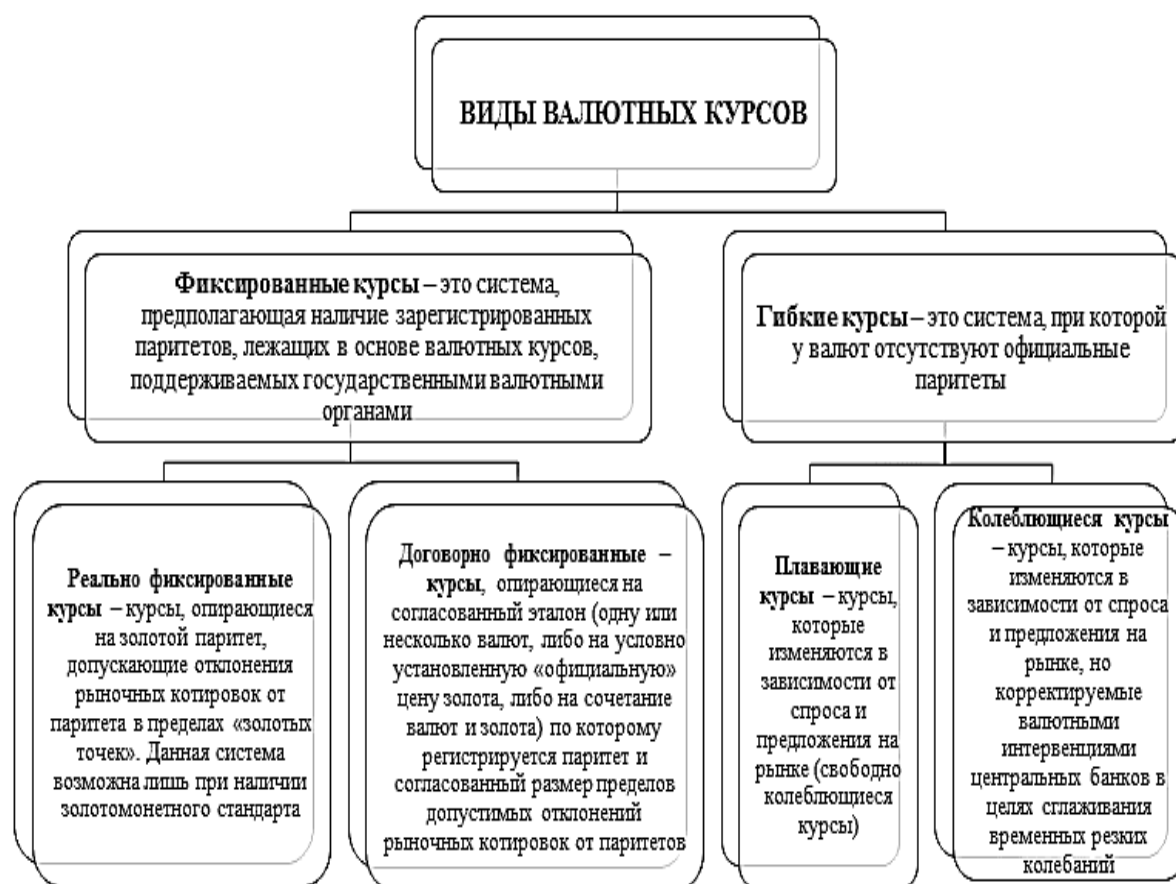 ВИДЫ ВАЛЮТНЫХ КУРСОВ
Фиксированные курсы – это система,
предполагающая наличие зарегистрированных
паритетов, лежащих в основе валютных курсов,
поддерживаемых государственными валютными
органами
Гибкие курсы – это система, при которой
у валют отсутствуют официальные
паритеты
Реально фиксированные
курсы – курсы, опирающиеся
на золотой паритет,
допускающие отклонения
рыночных котировок от
паритета в пределах «золотых
точек». Данная система
возможна лишь при наличии
золотомонетного стандарта
Договорно фиксированные –
курсы, опирающиеся на
согласованный эталон (одну или
несколько валют, либо на условно
установленную «официальную»
цену золота, либо на сочетание
валют и золота) по которому
регистрируется паритет и
согласованный размер пределов
допустимых отклонений
рыночных котировок от паритетов
Плавающие
курсы – курсы,
которые
изменяются в
зависимости от
спроса и
предложения на
рынке (свободно
колеблющиеся
курсы)
Колеблющиеся курсы
– курсы, которые
изменяются в
зависимости от спроса
и предложения на
рынке, но
корректируемые
валютными
интервенциями
центральных банков в
целях сглаживания
временных резких
колебаний